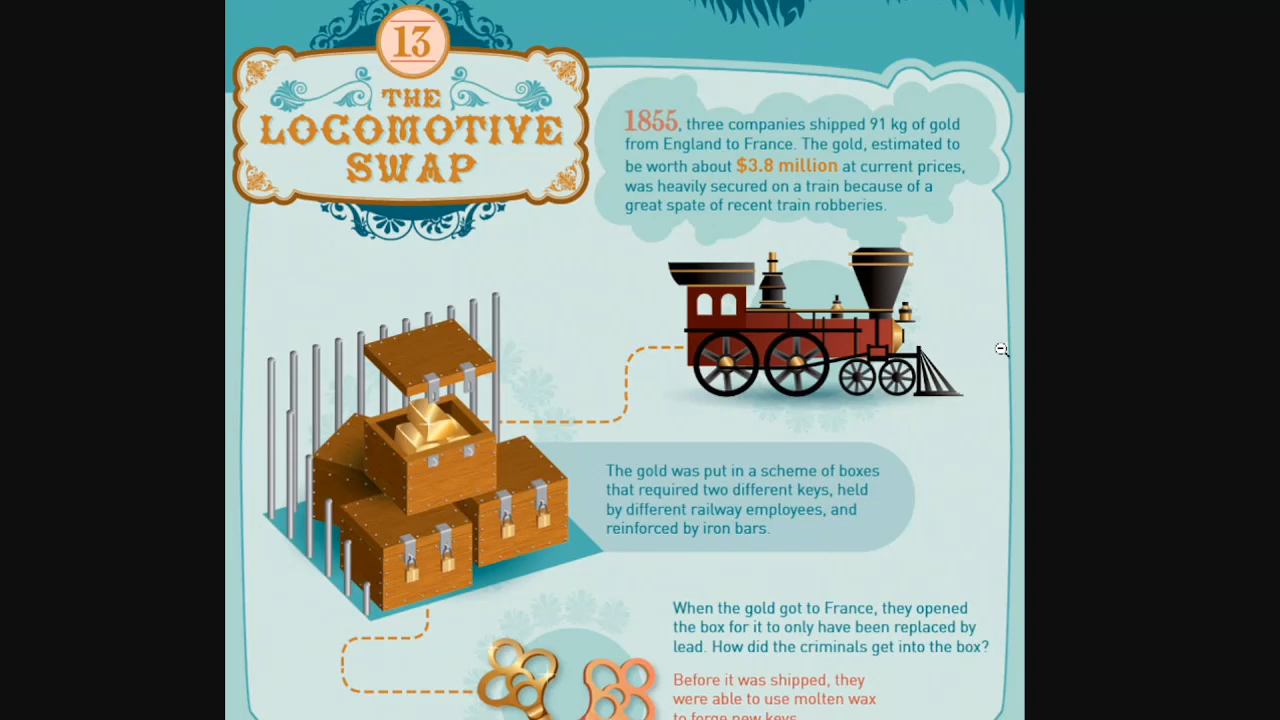 13
THE
LOCOMOTIVE
SWAP
1855, three companies shipped 91 kg of gold
from England to France. The gold, estimated to
be worth about $3.8 million at current prices,
was heavily secured on a train because of a
great spate of recent train robberies.
The gold was put in a scheme of boxes
that required two different keys, held
by different railway employees, and
reinforced by iron bars.
When the gold got to France, they opened
the box for it to only have been replaced by
lead. How did the criminals get into the box?
Before it was shipped, they
were able to use molten wax
to forge new keys